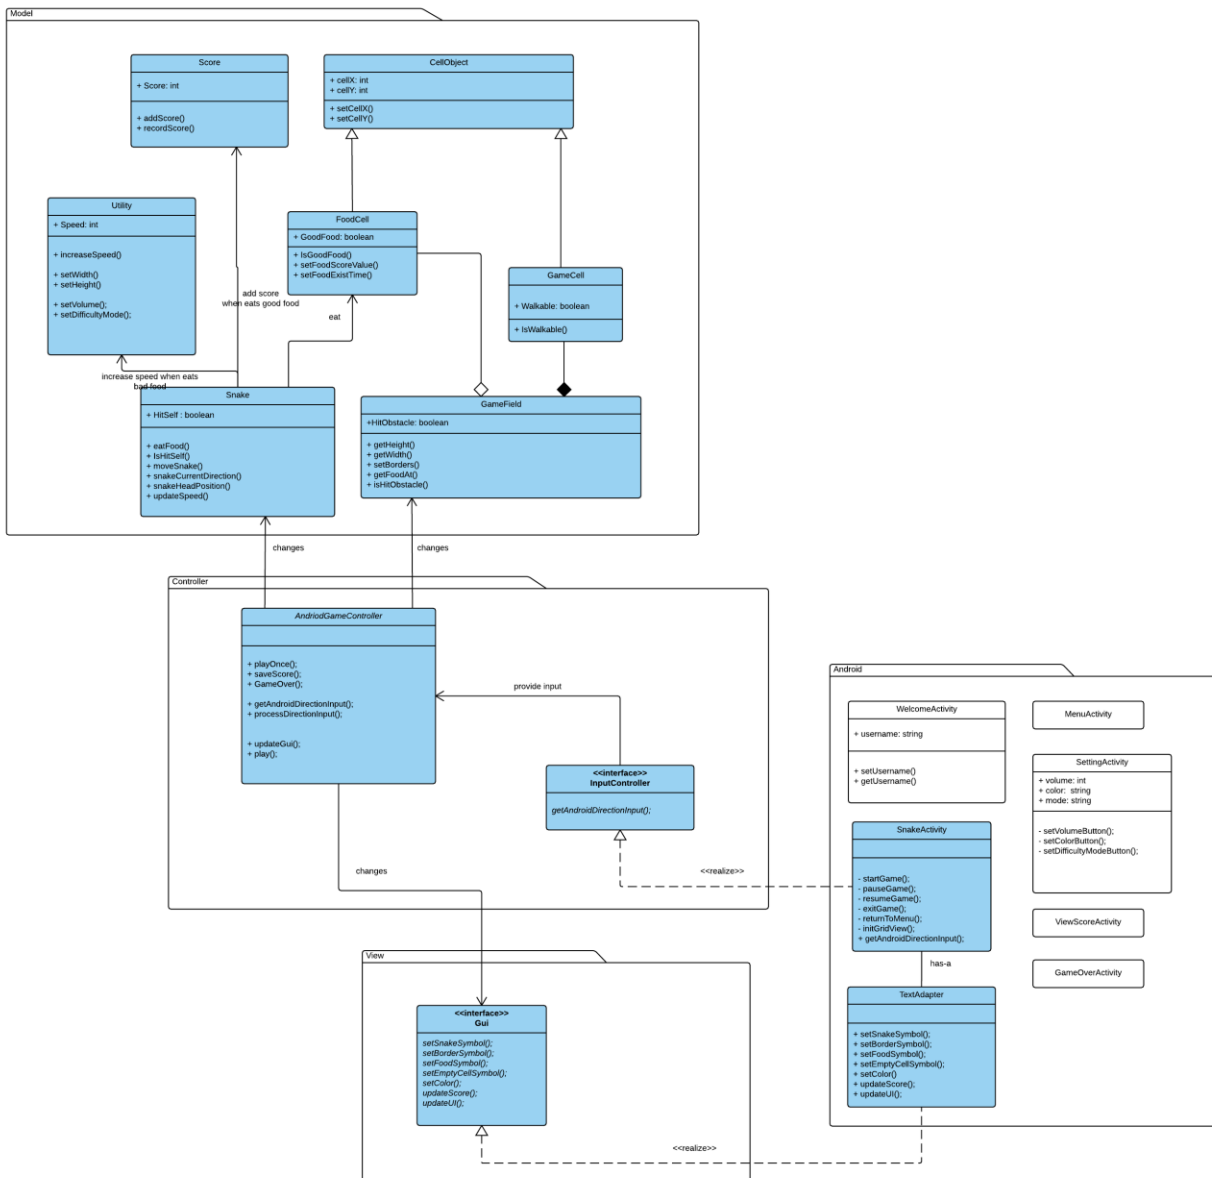 Model
Score
+ Score: int
+ addScore()
+ recordScore()
CellObject
+ cellX: int
+ cellY: int
+ setCellX()
+ setCellY()
Utility
+ Speed: int
+ increaseSpeed()
+ setWidth()
+ setHeight()
+ setVolume();
+ setDifficultyMode();
FoodCell
+ GoodFood: boolean
+ IsGoodFood()
+ setFoodScoreValue()
+ setFoodExistTime()
GameCell
+ Walkable: boolean
+ IsWalkable()
add score
when eats good food
eat
increase speed when eats
bad food
Snake
+ HitSelf : boolean
+ eatFood()
+ IsHitSelf()
+ moveSnake()
+ snakeCurrentDirection()
+ snakeHeadPosition()
+ updateSpeed()
GameField
+HitObstacle: boolean
+ getHeight()
+ getWidth()
+ setBorders()
+ getFoodAt()
+ isHitObstacle()
changes
changes
Controller
AndriodGameController
+ playOnce();
+ saveScore();
+ GameOver();
+ getAndroidDirectionInput();
+ processDirectionInput();
+ updateGui();
+ play();
provide input
<<interface>>
InputController
getAndroidDirectionInput();
changes
<<realize>>
Android
WelcomeActivity
+ username: string
+ setUsername()
+ getUsername()
MenuActivity
SettingActivity
+ volume: int
+ color:  string
+ mode: string
- setVolumeButton();
- setColorButton();
- setDifficultyModeButton();
SnakeActivity
- startGame();
- pauseGame();
- resumeGame();
- exitGame();
- returnToMenu();
- initGridView();
+ getAndroidDirectionInput();
ViewScoreActivity
GameOverActivity
has-a
TextAdapter
+ setSnakeSymbol();
+ setBorderSymbol();
+ setFoodSymbol();
+ setEmptyCellSymbol();
+ setColor()
+ updateScore();
+ updateUI();
View
<<interface>>
Gui
setSnakeSymbol();
setBorderSymbol();
setFoodSymbol();
setEmptyCellSymbol();
setColor();
updateScore();
updateUI();
<<realize>>